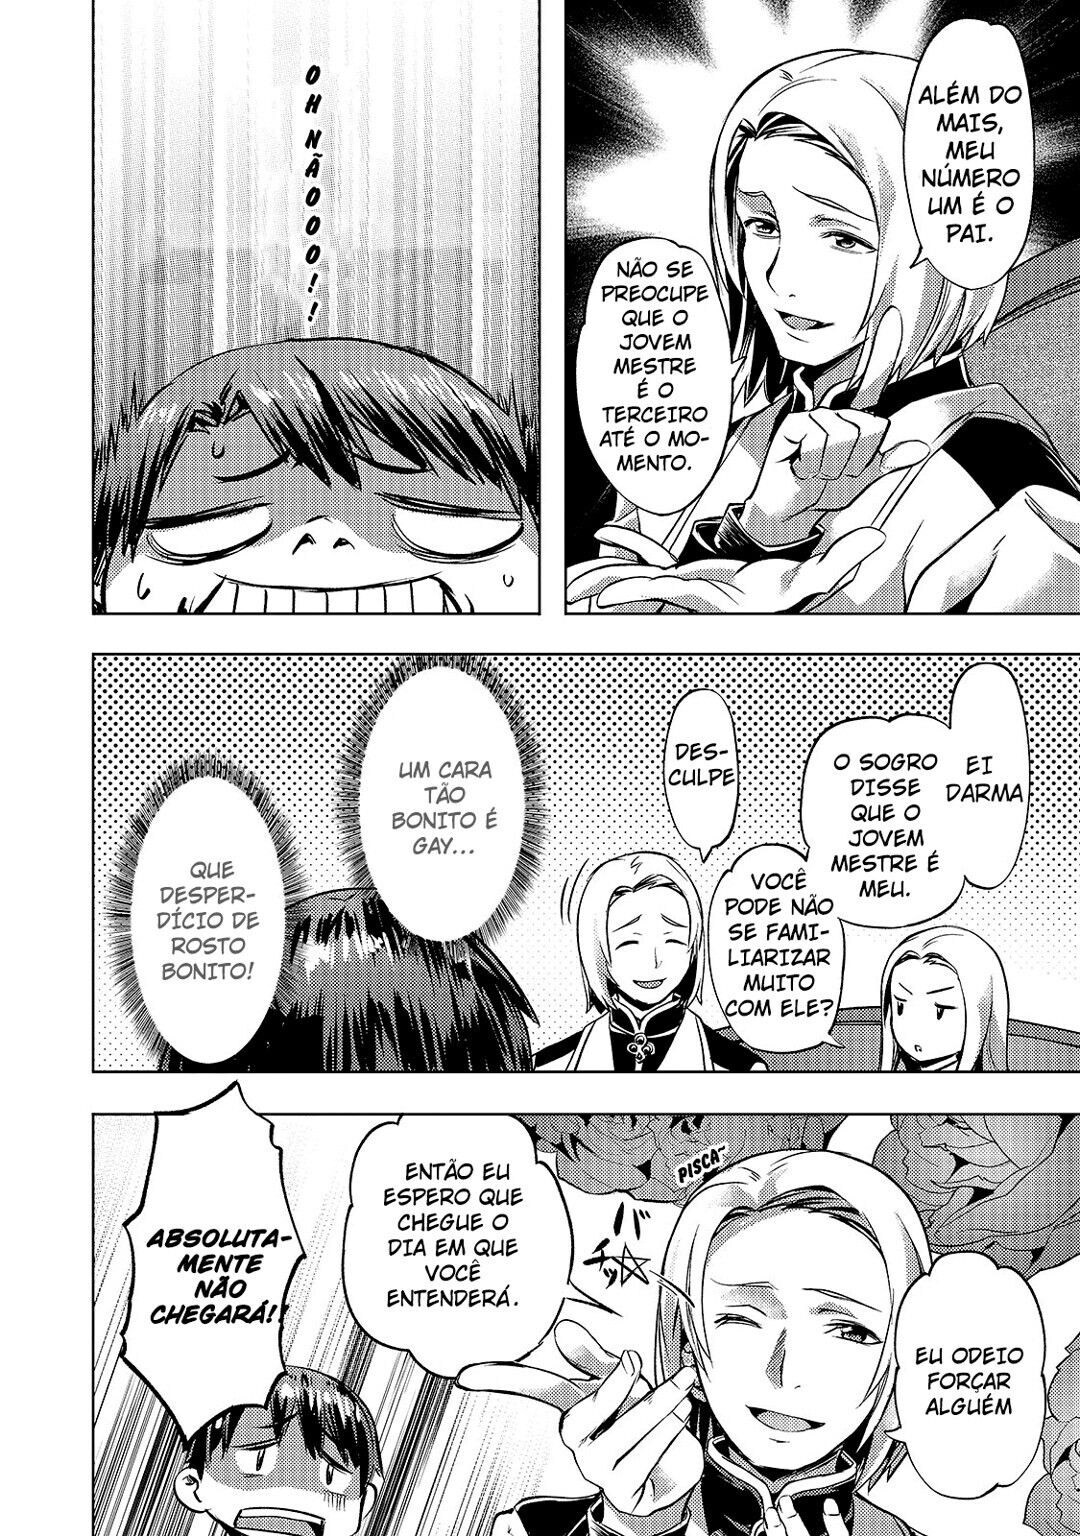 ALÉM DO
MAIS,
MEU
NÚMERO
UM É O
PAI.
NÃO SE
PREOCUPE
QUE O
JOVEM
MESTRE
É O
TERCEIRO
ATÉ O MO-
MENTO.
OH NÃOOOO!!
EI
DARMA
O SOGRO
DISSE
QUE O
JOVEM
MESTRE É
MEU.
VOCÊ
PODE NÃO
SE FAMI-
LIARIZAR
MUITO
COM ELE?
DES-
CULPE
UM CARA
TÃO
BONITO É
GAY...
QUE
DESPER-
DÍCIO DE
ROSTO
BONITO!
EU ODEIO
FORÇAR
ALGUÉM
PISCA~
バチッ☆
ENTÃO EU
ESPERO QUE
CHEGUE O
DIA EM QUE
VOCÊ
ENTENDERÁ.
ABSOLUTA-
MENTE
NÃO
CHEGARÁ!!